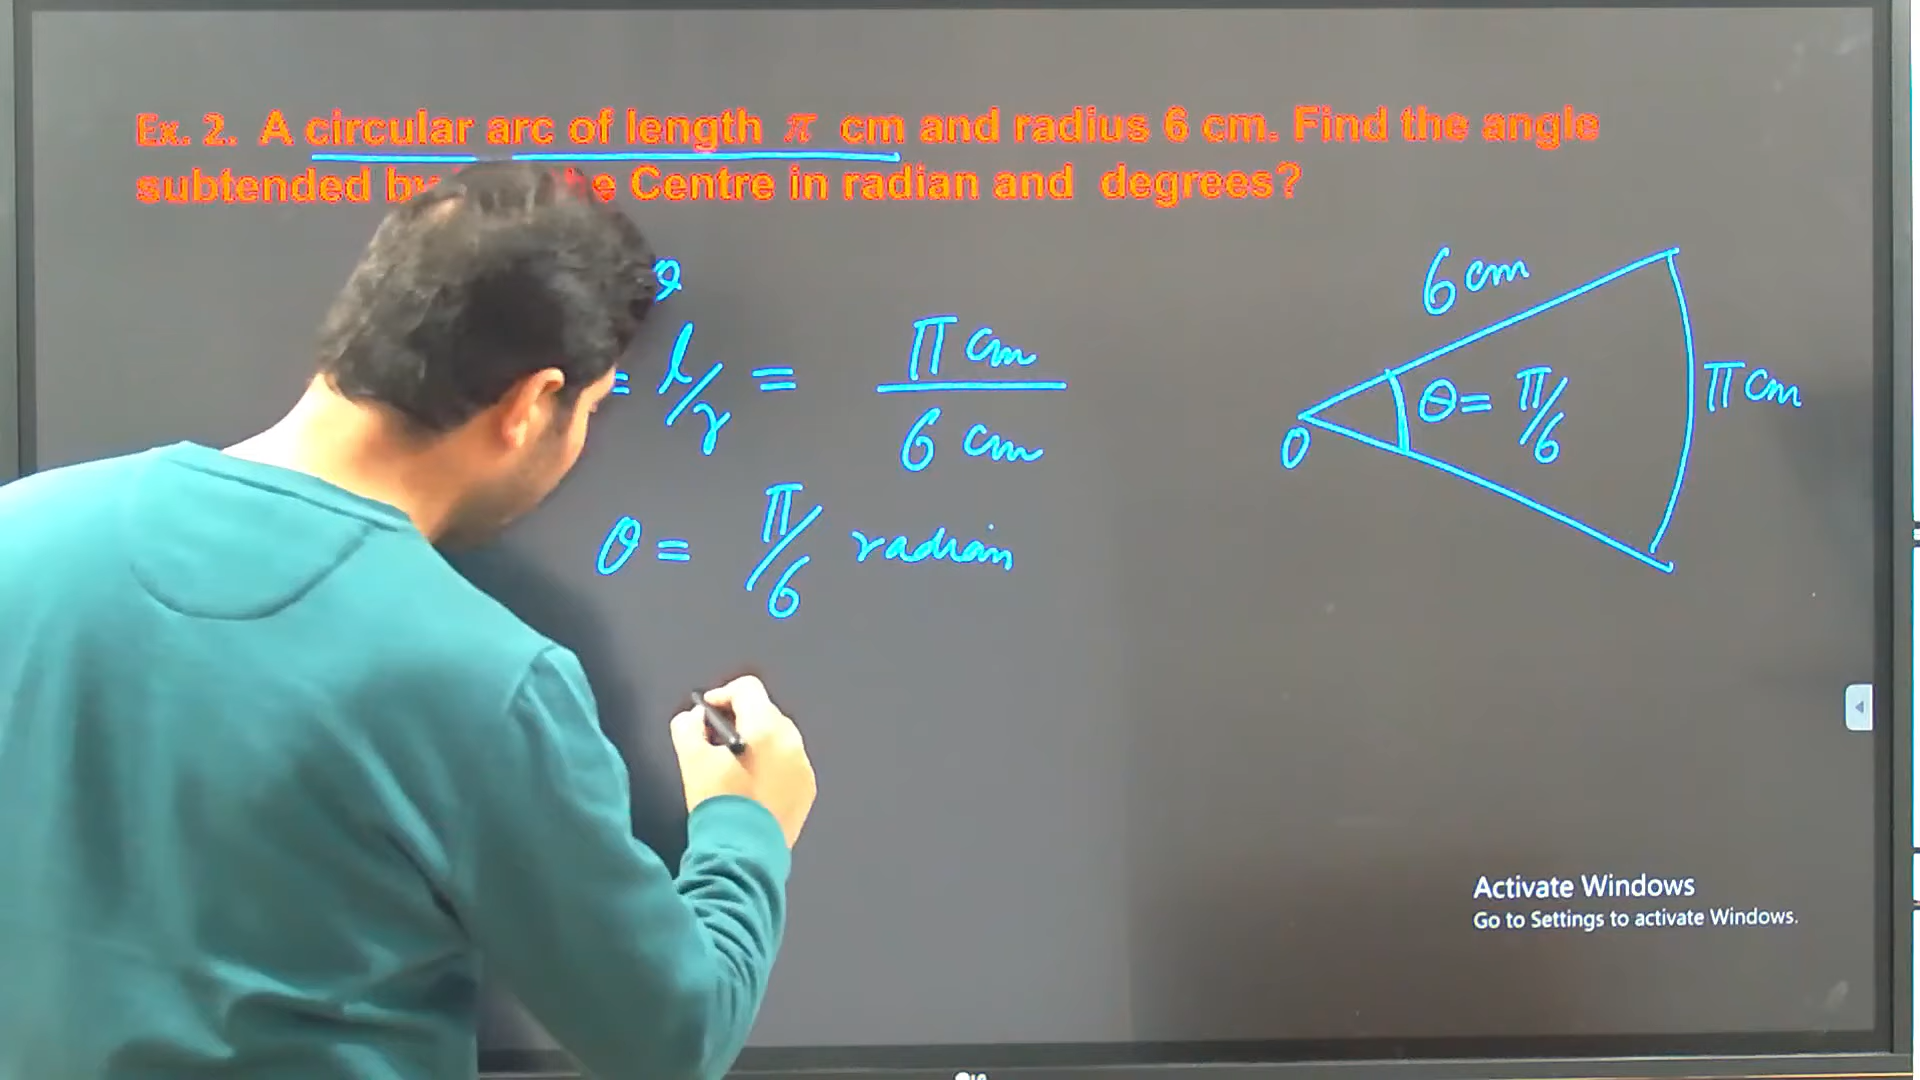 Ex. 2. A circular arc of length π cm and radius 6 cm. Find the angle
subtended by Centre in radian and degrees?
θ
= l/r = π cm / 6 cm
θ = π/6 radian
6 cm
θ = π/6
π cm
O
Activate Windows
Go to Settings to activate Windows.
LG